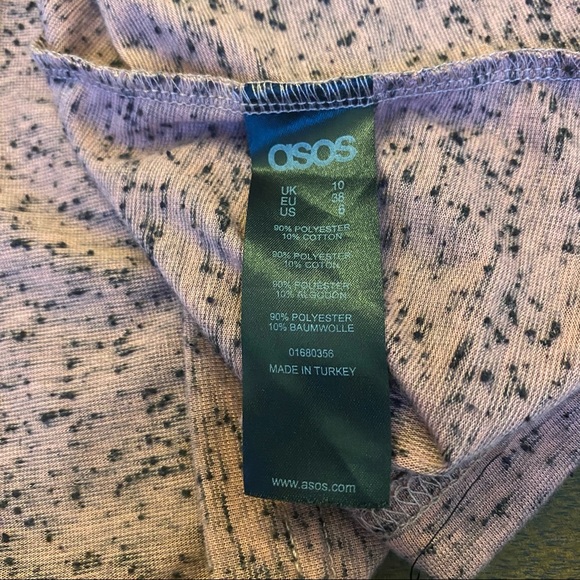 asos
UK 10
EU 38
US 6
90% POLYESTER
10% COTTON
90% POLYESTER
10% COTON
90% POLIESTER
10% ALGODON
90% POLYESTER
10% BAUMWOLLE
01680356
MADE IN TURKEY
www.asos.com